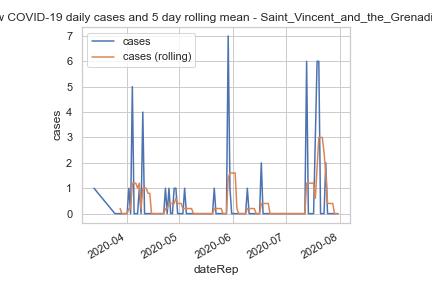 COVID-19 daily cases and 5 day rolling mean - Saint_Vincent_and_the_Grenadi
cases
cases (rolling)
7
6
5
4
3
2
1
0
cases
2020-04
2020-05
2020-06
2020-07
2020-08
dateRep